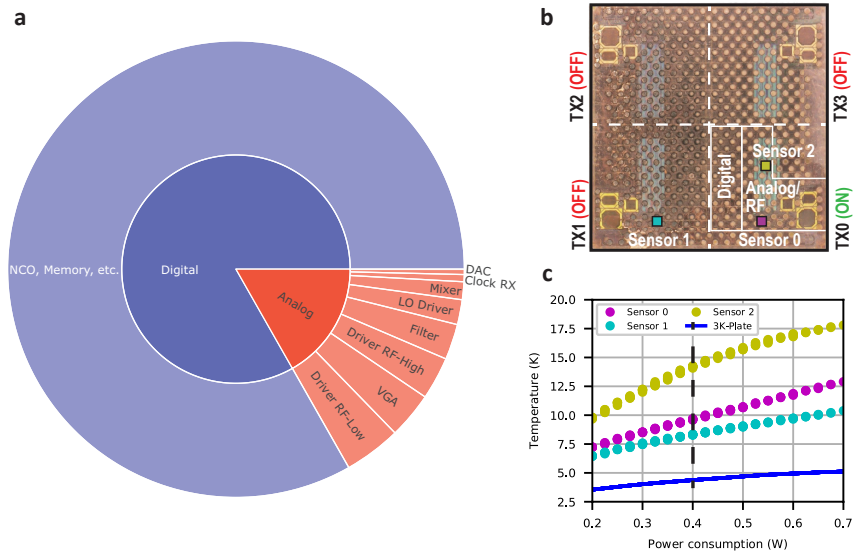 a
NCO, Memory, etc.
Digital
Analog
DAC
Clock RX
Mixer
LO Driver
Filter
Driver RF-High
VGA
Driver RF-Low
b
TX2 (OFF)
TX3 (OFF)
TX1 (OFF)
TX0 (ON)
Digital
Sensor 2
Analog/
RF
Sensor 1
Sensor 0
c
20.0
17.5
15.0
12.5
10.0
7.5
5.0
2.5
Temperature (K)
Sensor 0
Sensor 1
Sensor 2
3K-Plate
0.2 0.3 0.4 0.5 0.6 0.7
Power consumption (W)